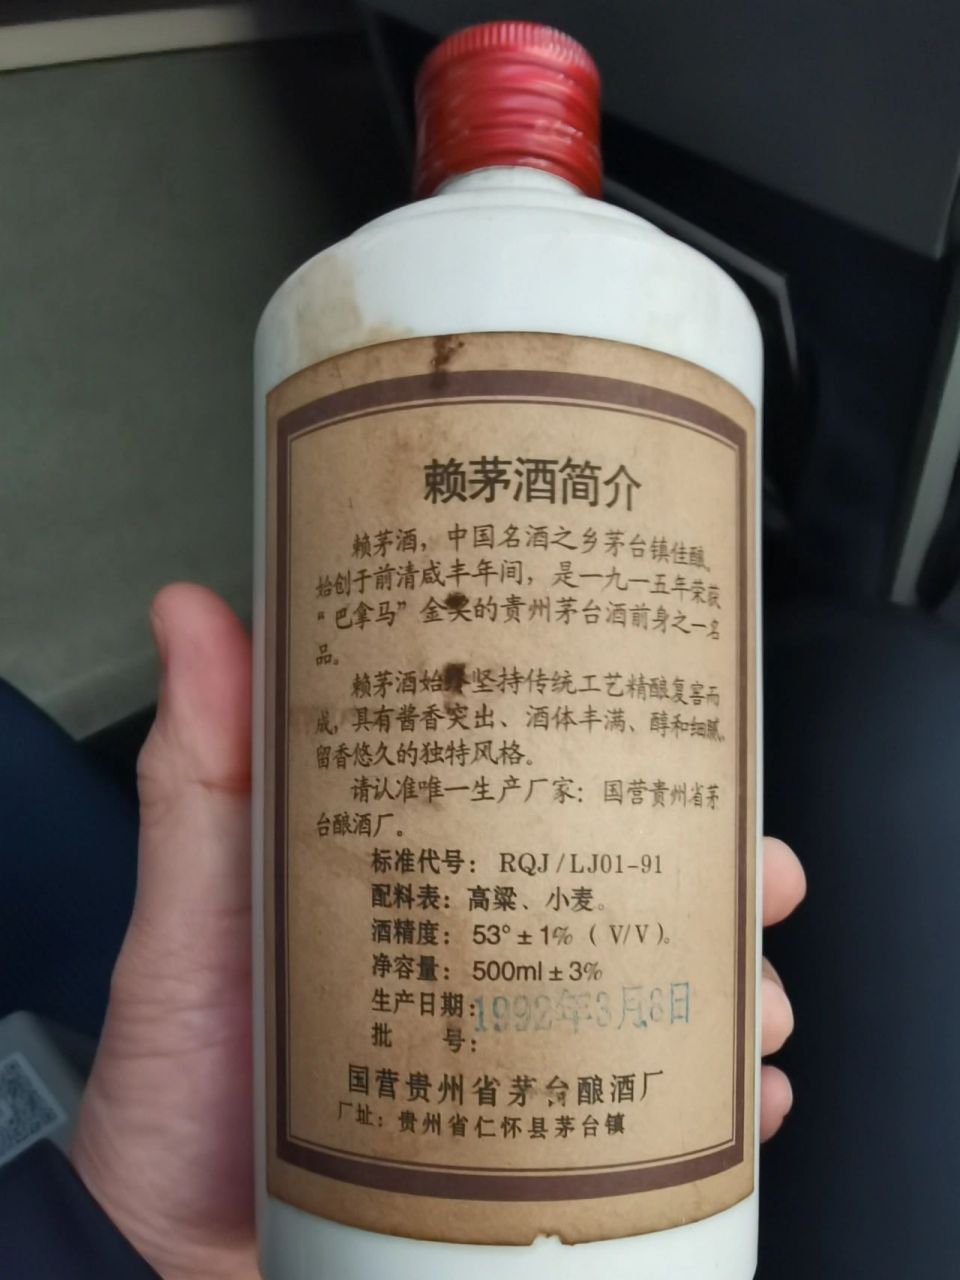 赖茅酒简介
赖茅酒，中国名酒之乡茅台镇佳酿。
始创于前清咸丰年间，是一九一五年荣获
“巴拿马”金奖的贵州茅台酒前身之一名
品。
赖茅酒始终坚持传统工艺精酿复窖而
成，具有酱香突出、酒体丰满、醇和细腻、
留香悠久的独特风格。
请认准唯一生产厂家：国营贵州省茅
台酿酒厂。
标准代号：RQJ/LJ01-91
配料表：高粱、小麦。
酒精度：53°±1%（V/V）。
净容量：500ml±3%
生产日期：1992年3月6日
批号：
国营贵州省茅台酿酒厂
厂址：贵州省仁怀县茅台镇